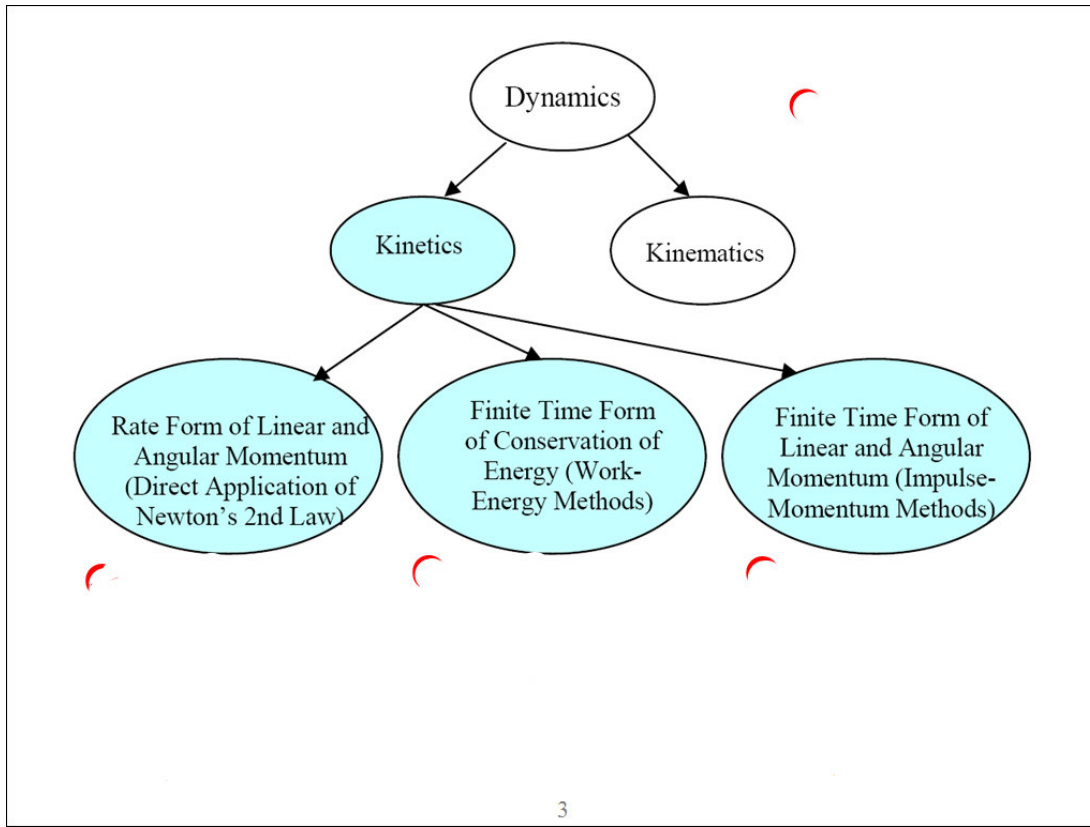 Dynamics
Kinetics
Kinematics
Rate Form of Linear and
Angular Momentum
(Direct Application of
Newton's 2nd Law)
Finite Time Form
of Conservation of
Energy (Work-
Energy Methods)
Finite Time Form of
Linear and Angular
Momentum (Impulse-
Momentum Methods)
3